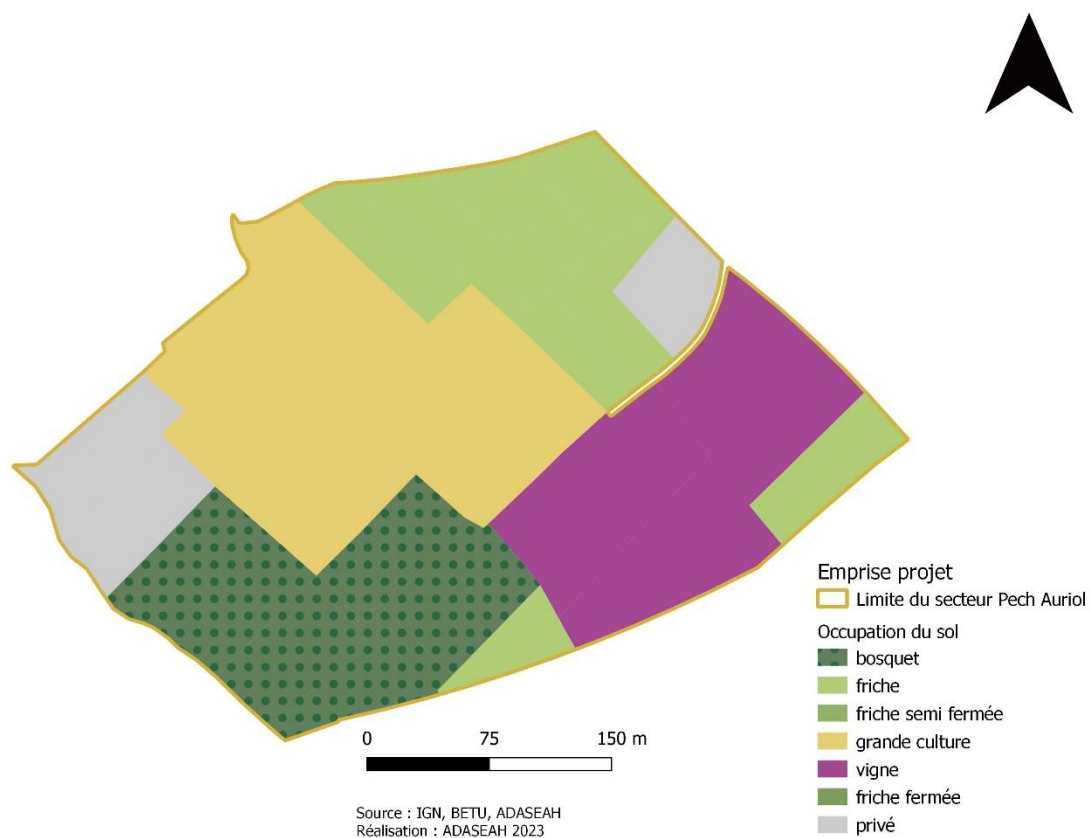 Emprise projet
Limite du secteur Pech Auriol
Occupation du sol
bosquet
friche
friche semi fermée
grande culture
vigne
friche fermée
privé
0 75 150 m
Source : IGN, BETU, ADASEAH
Réalisation : ADASEAH 2023